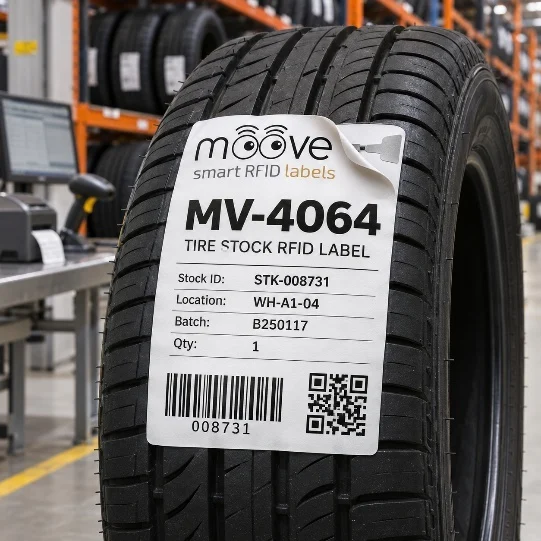 moove
smart RFID labels
MV-4064
TIRE STOCK RFID LABEL
Stock ID: STK-008731
Location: WH-A1-04
Batch: B250117
Qty: 1
008731